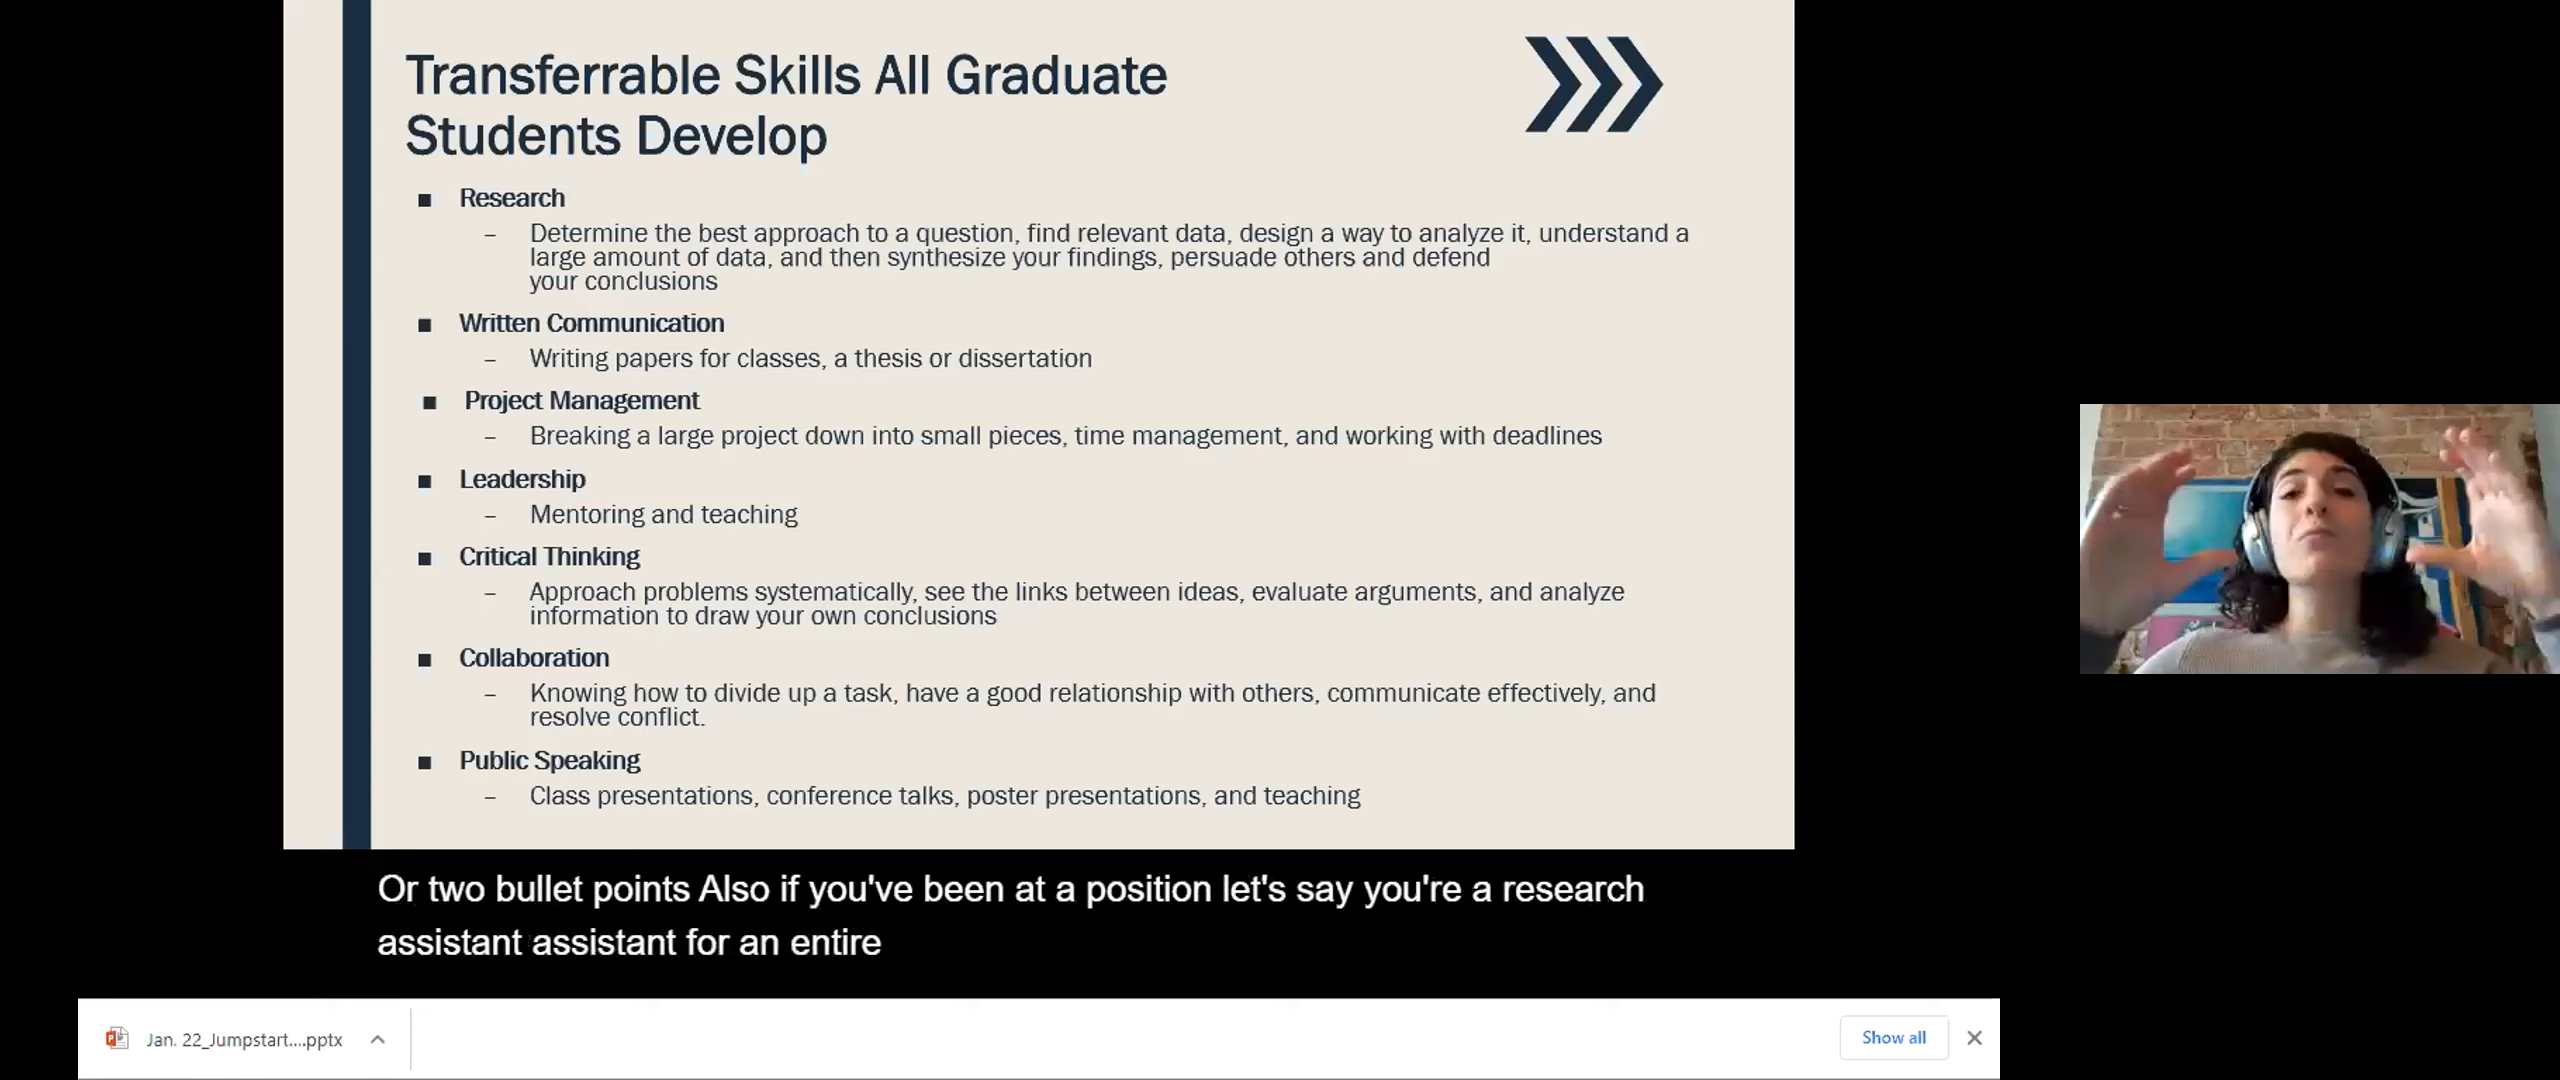 Transferrable Skills All Graduate
Students Develop
■ Research
– Determine the best approach to a question, find relevant data, design a way to analyze it, understand a
large amount of data, and then synthesize your findings, persuade others and defend
your conclusions
■ Written Communication
– Writing papers for classes, a thesis or dissertation
■ Project Management
– Breaking a large project down into small pieces, time management, and working with deadlines
■ Leadership
– Mentoring and teaching
■ Critical Thinking
– Approach problems systematically, see the links between ideas, evaluate arguments, and analyze
information to draw your own conclusions
■ Collaboration
– Knowing how to divide up a task, have a good relationship with others, communicate effectively, and
resolve conflict.
■ Public Speaking
– Class presentations, conference talks, poster presentations, and teaching
Or two bullet points Also if you've been at a position let's say you're a research
assistant assistant for an entire
Jan. 22_Jumpstart....pptx
Show all